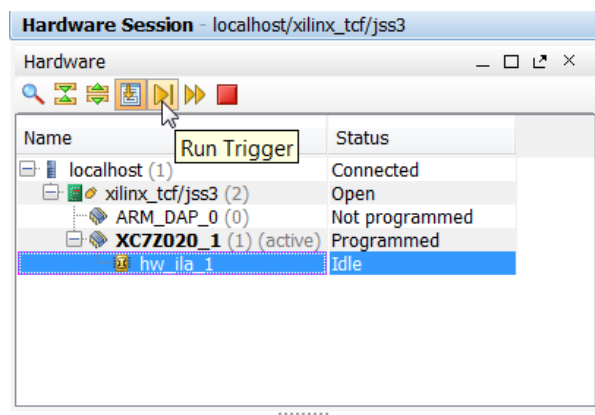 Hardware Session - localhost/xilinx_tcf/jss3
Hardware
Run Trigger
Name Status
localhost (1) Connected
xilinx_tcf/jss3 (2) Open
ARM_DAP_0 (0) Not programmed
XC7Z020_1 (1) (active) Programmed
hw_ila_1 Idle